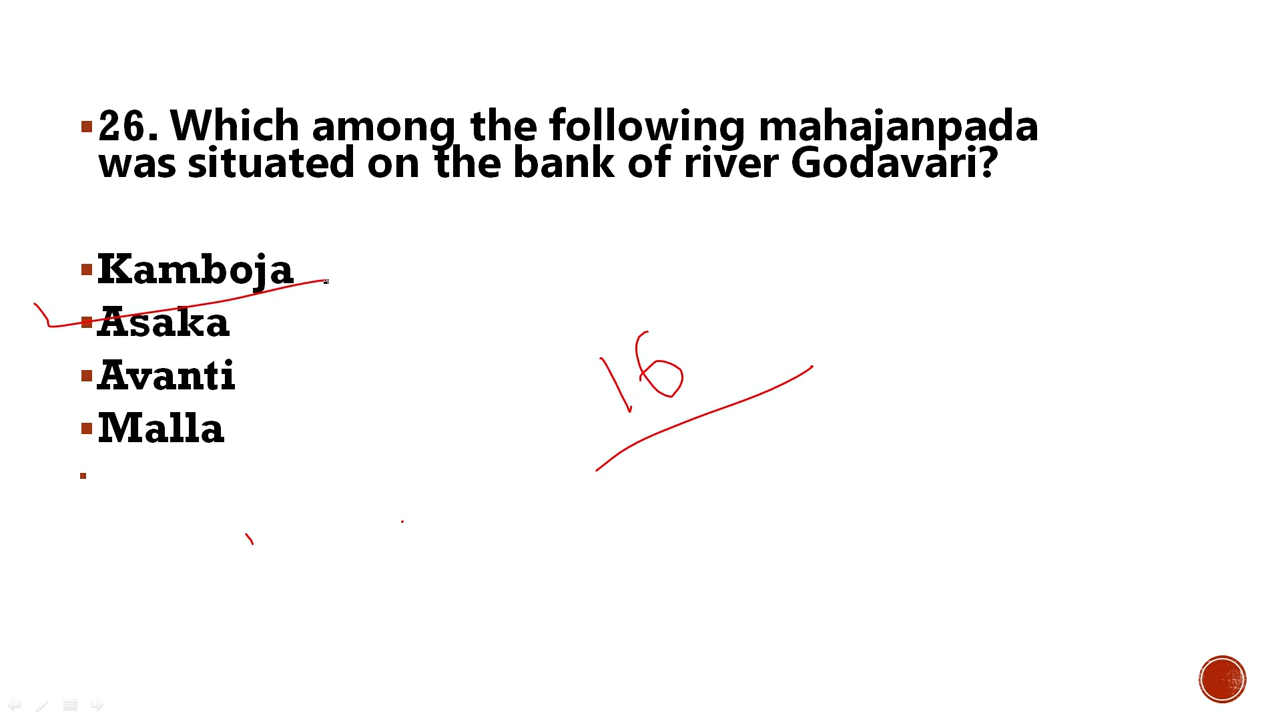 26. Which among the following mahajanpada
was situated on the bank of river Godavari?
Kamboja
Asaka
Avanti
Malla
16